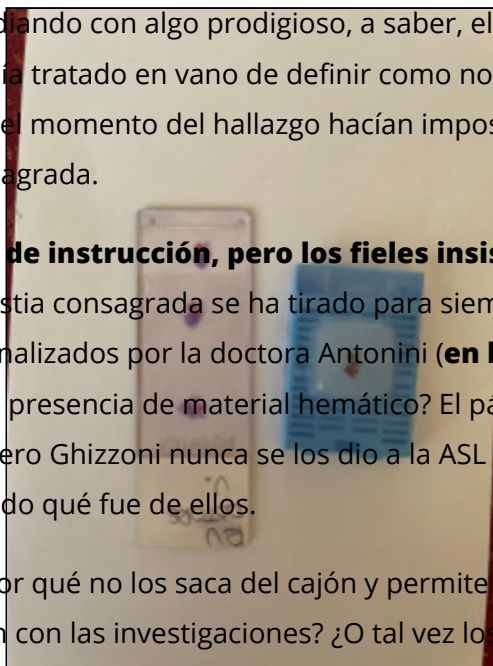 diando con algo prodigioso, a saber, el
ía tratado en vano de definir como no
el momento del hallazgo hacían impos
agrada.
de instrucción, pero los fieles insis
stia consagrada se ha tirado para siem
nalizados por la doctora Antonini (en l
presencia de material hemático? El pá
ero Ghizzoni nunca se los dio a la ASL
do qué fue de ellos.
or qué no los saca del cajón y permite
n con las investigaciones? ¿O tal vez los